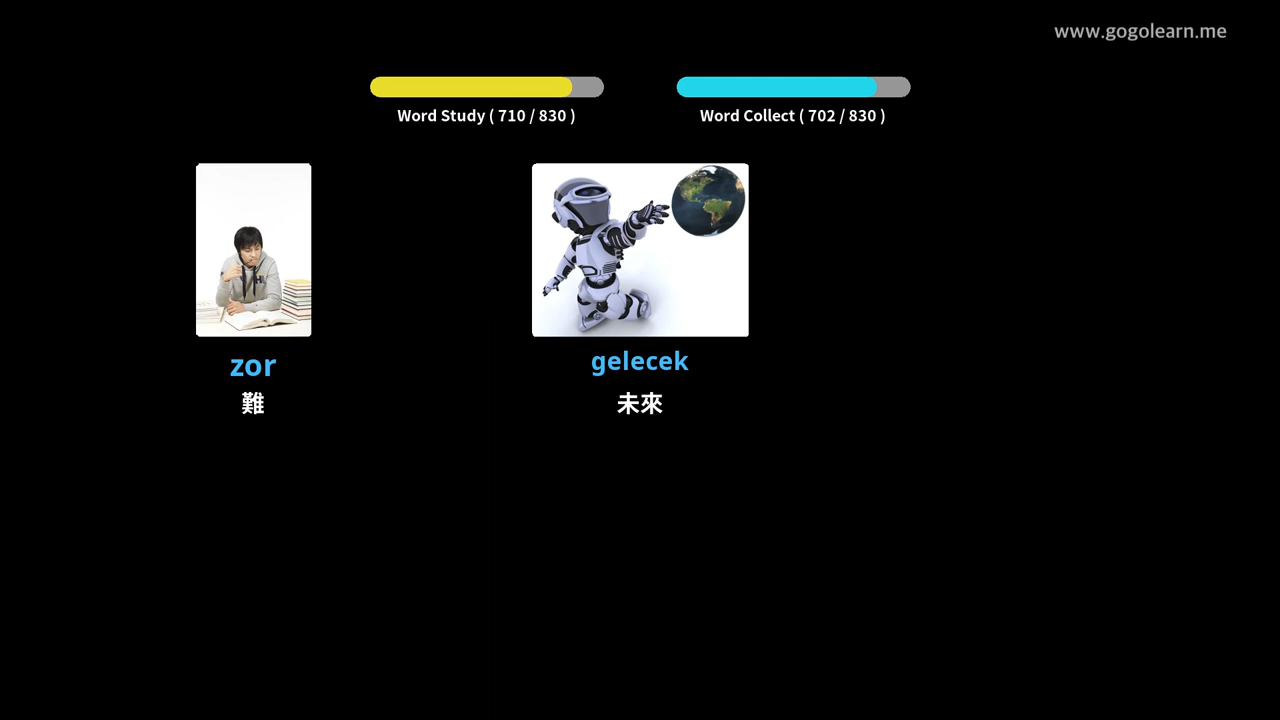 www.gogolearn.me
Word Study ( 710 / 830 )
Word Collect ( 702 / 830 )
zor
難
gelecek
未來